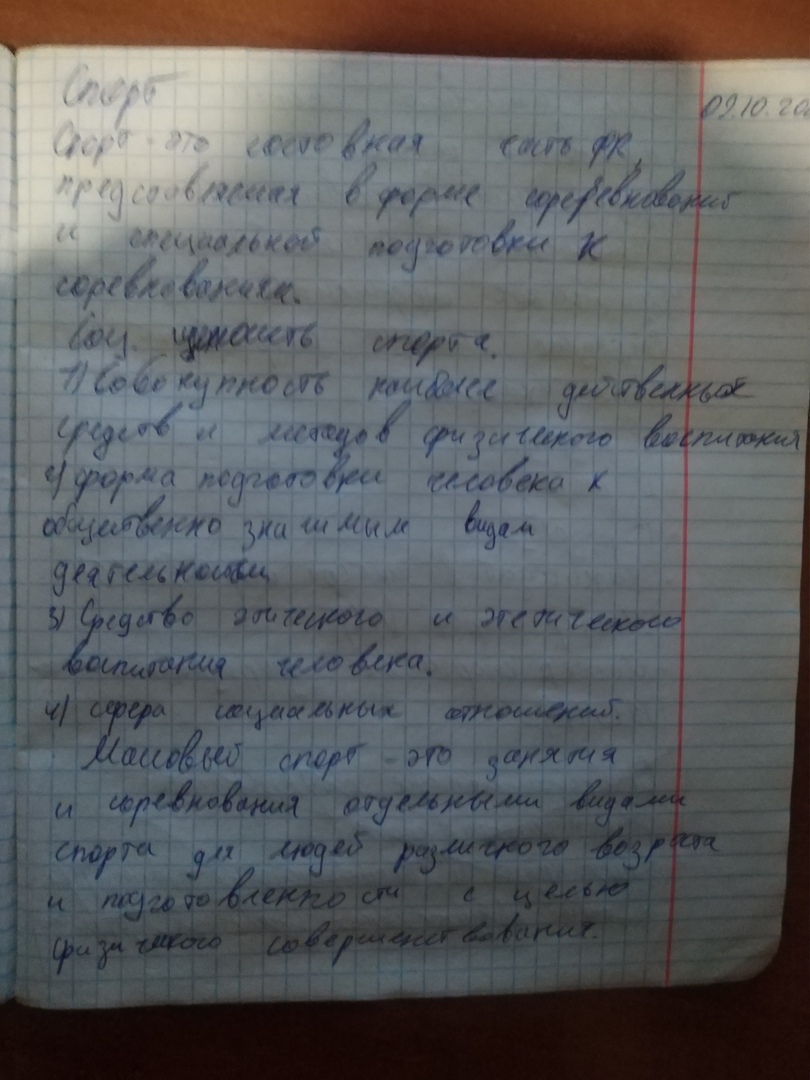 Спорт
02.10.20
Спорт - это составная часть ФК,
представленая в форме соревнований
и специальной подготовки к
соревнованиям.
Соц. ценность спорта.
1) Совокупность наиболее действенных
средств и методов физического воспитания
2) форма подготовки человека к
общественно значимым видам
деятельности
3) Средство этического и эстетического
воспитания человека.
4) сфера социальных отношений.
Массовый спорт - это занятия
и соревнования отдельными видами
спорта для людей различного возраста
и подготовленности с целью
физического совершенствования.